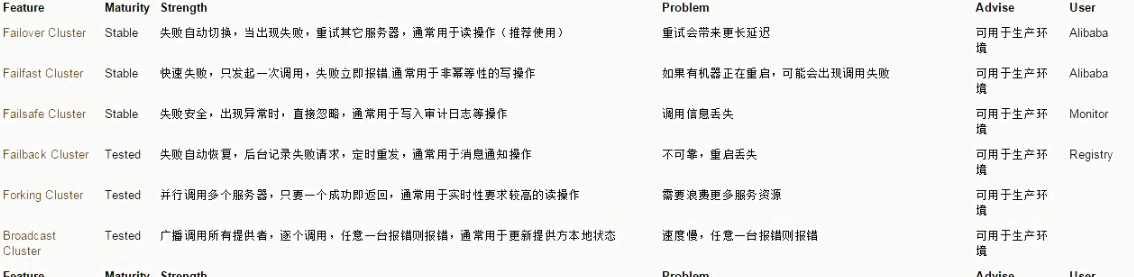 Feature Maturity Strength Problem Advise User
Failover Cluster Stable 失败自动切换，当出现失败，重试其它服务器，通常用于读操作（推荐使用） 重试会带来更长延迟 可用于生产环 Alibaba
境
Failfast Cluster Stable 快速失败，只发起一次调用，失败立即报错,通常用于非幂等性的写操作 如果有机器正在重启，可能会出现调用失败 可用于生产环 Alibaba
境
Failsafe Cluster Stable 失败安全，出现异常时，直接忽略，通常用于写入审计日志等操作 调用信息丢失 可用于生产环 Monitor
境
Failback Cluster Tested 失败自动恢复，后台记录失败请求，定时重发，通常用于消息通知操作 不可靠，重启丢失 可用于生产环 Registry
境
Forking Cluster Tested 并行调用多个服务器，只要一个成功即返回，通常用于实时性要求较高的读操作 需要浪费更多服务资源 可用于生产环
境
Broadcast Tested 广播调用所有提供者，逐个调用，任意一台报错则报错，通常用于更新提供方本地状态 速度慢，任意一台报错则报错 可用于生产环
Cluster 境
Feature Maturity Strength Problem Advise User